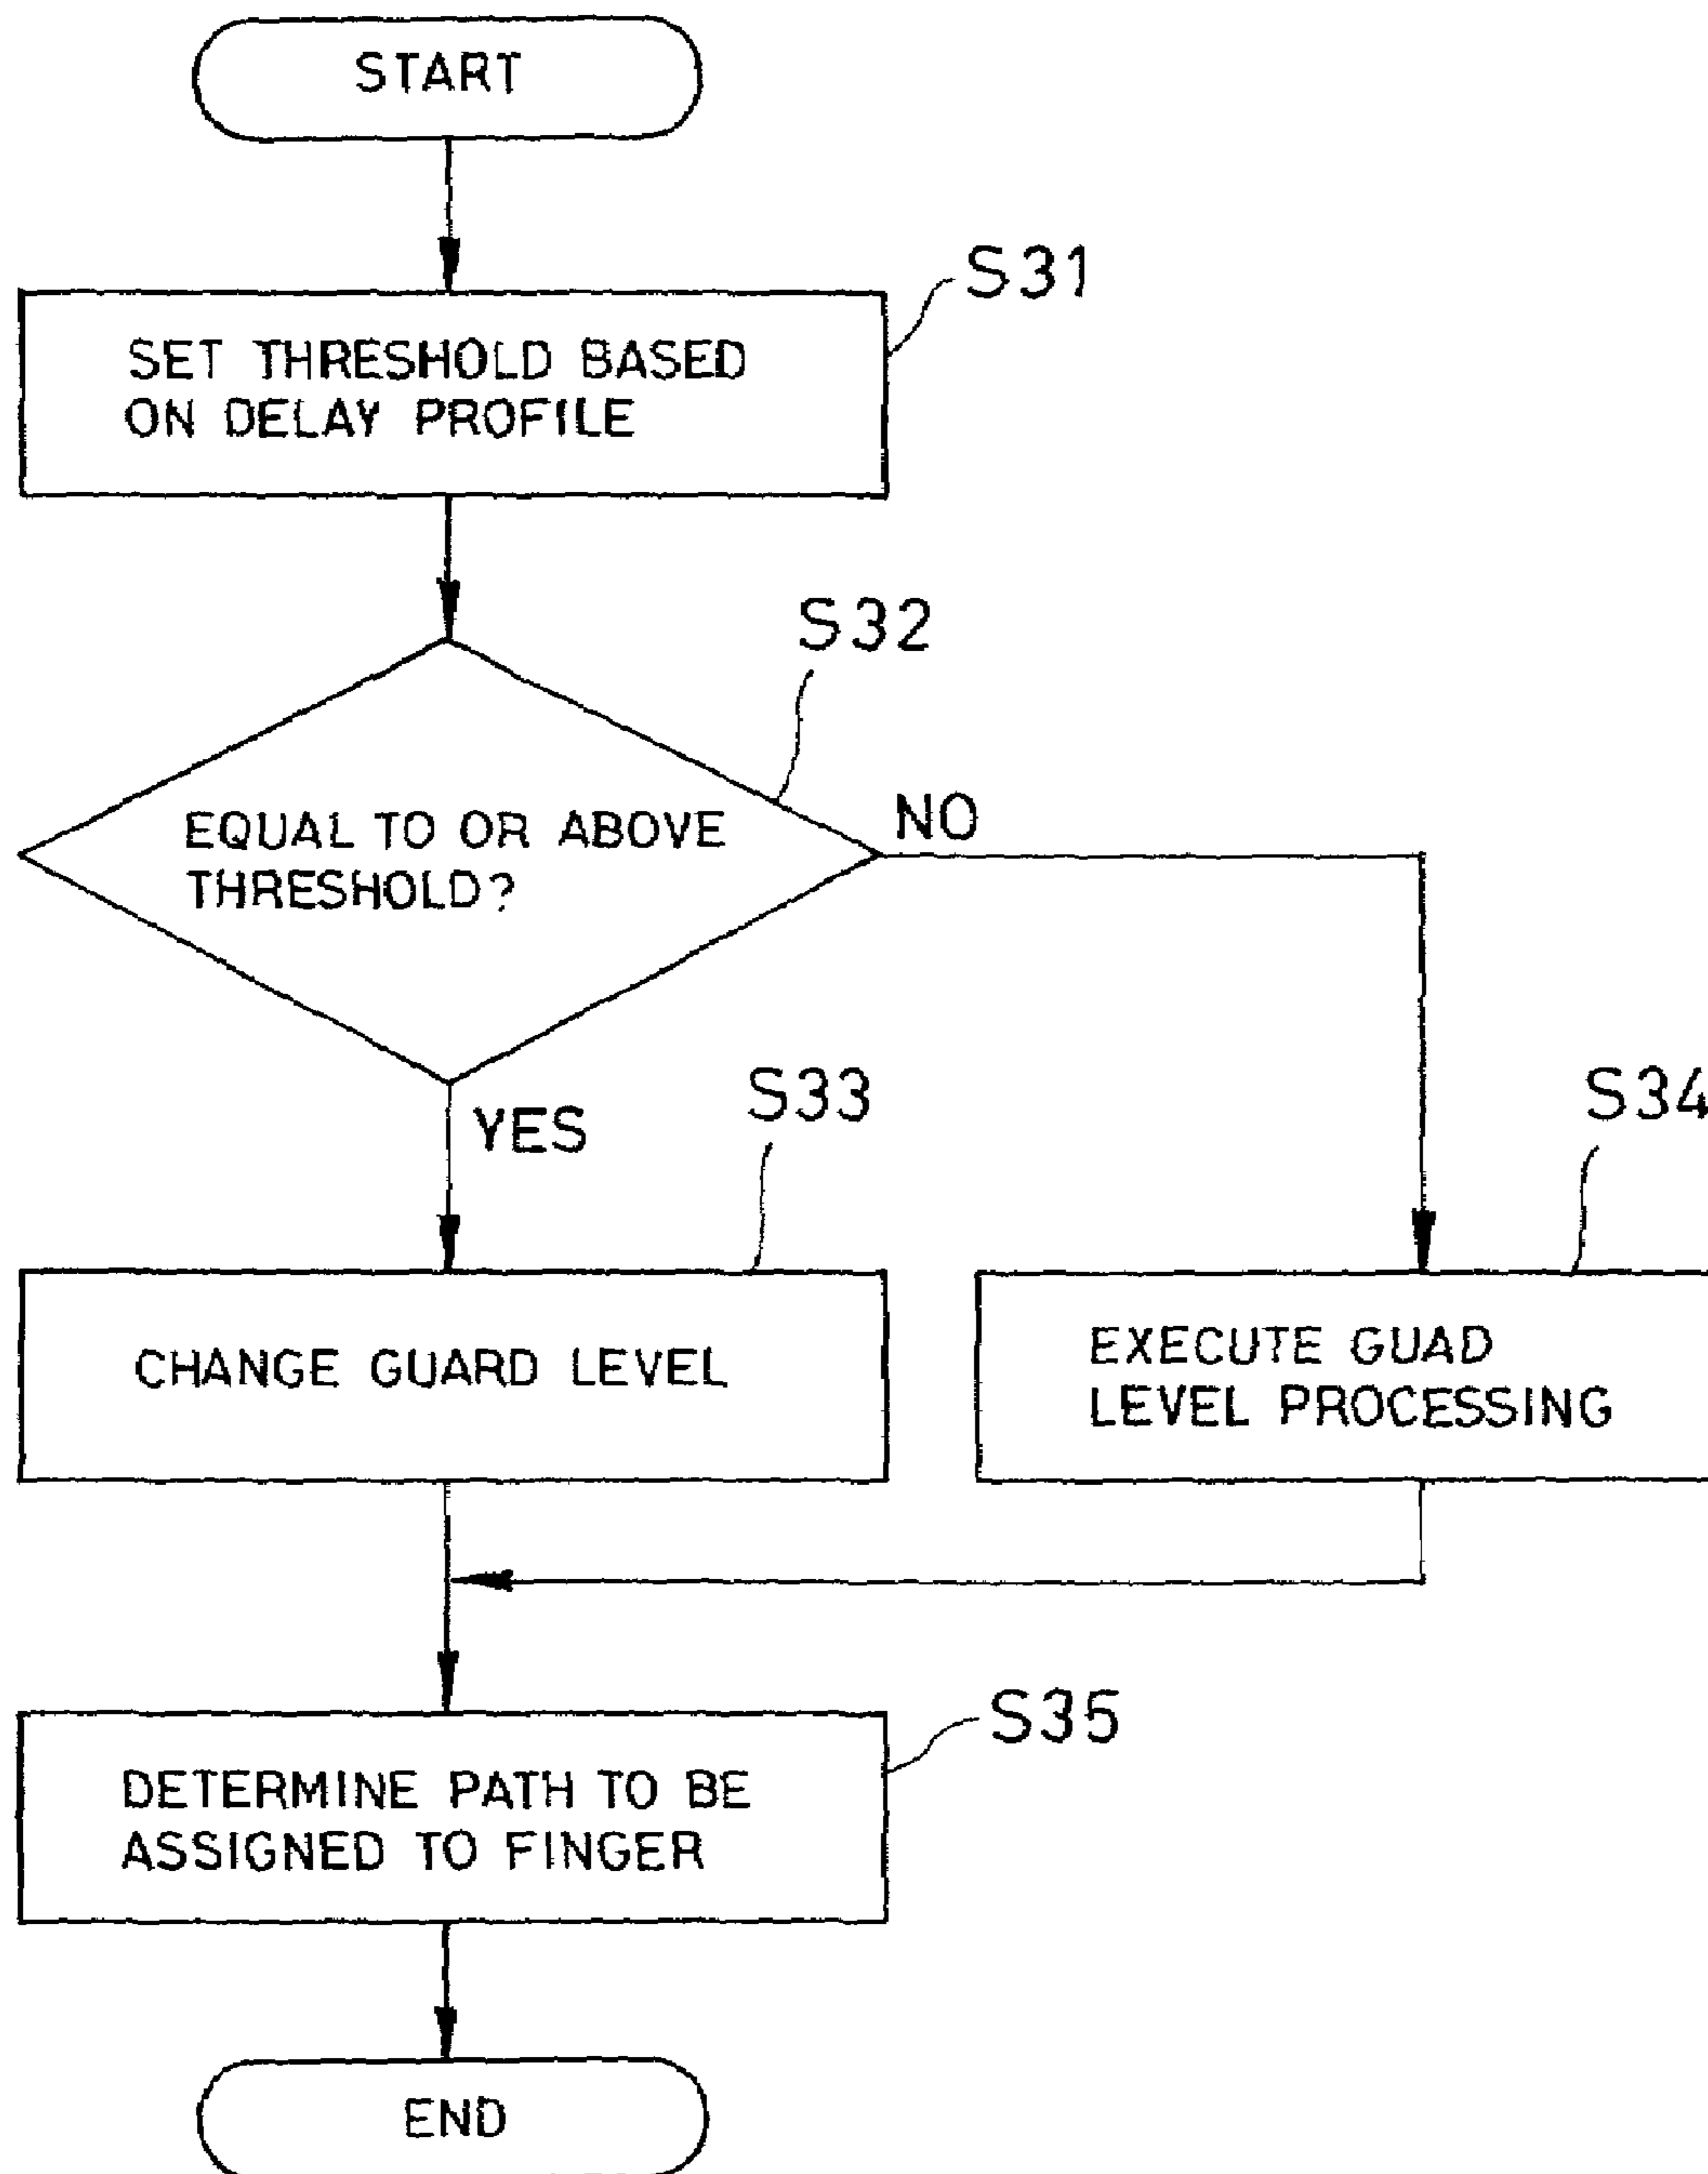 START
S31
SET THRESHOLD BASED
ON DELAY PROFILE
S32
EQUAL TO OR ABOVE
THRESHOLD?
NO
YES
S33
S34
CHANGE GUARD LEVEL
EXECUTE GUAD
LEVEL PROCESSING
S35
DETERMINE PATH TO BE
ASSIGNED TO FINGER
END